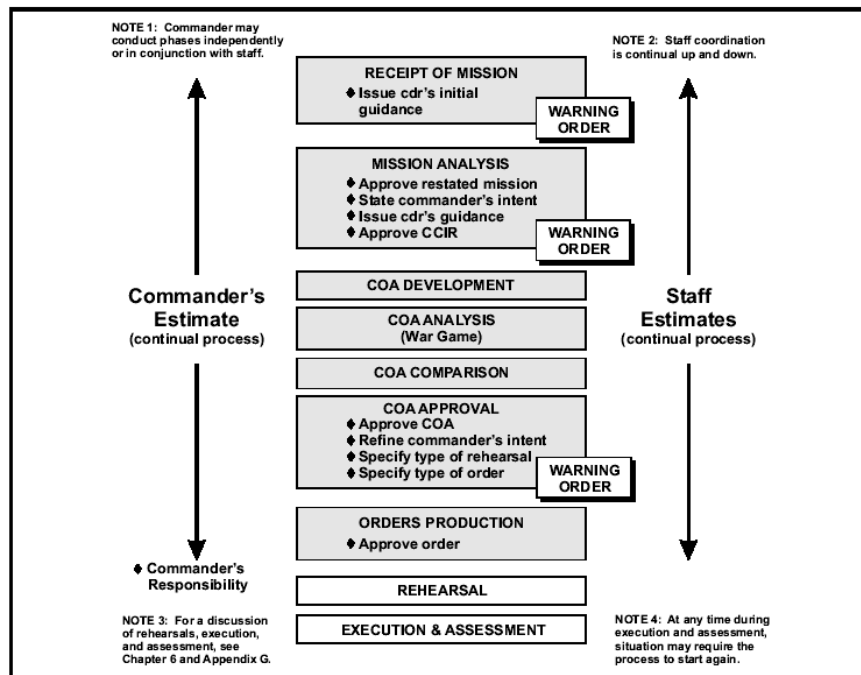 NOTE 1: Commander may
conduct phases independently
or in conjunction with staff.
NOTE 2: Staff coordination
is continual up and down.
RECEIPT OF MISSION
♦ Issue cdr's initial
guidance
WARNING
ORDER
MISSION ANALYSIS
♦ Approve restated mission
♦ State commander's intent
♦ Issue cdr's guidance
♦ Approve CCIR
WARNING
ORDER
Commander's
Estimate
(continual process)
COA DEVELOPMENT
COA ANALYSIS
(War Game)
COA COMPARISON
Staff
Estimates
(continual process)
COA APPROVAL
♦ Approve COA
♦ Refine commander's intent
♦ Specify type of rehearsal
♦ Specify type of order
WARNING
ORDER
ORDERS PRODUCTION
♦ Approve order
♦ Commander's
Responsibility
REHEARSAL
EXECUTION & ASSESSMENT
NOTE 3: For a discussion
of rehearsals, execution,
and assessment, see
Chapter 6 and Appendix G.
NOTE 4: At any time during
execution and assessment,
situation may require the
process to start again.